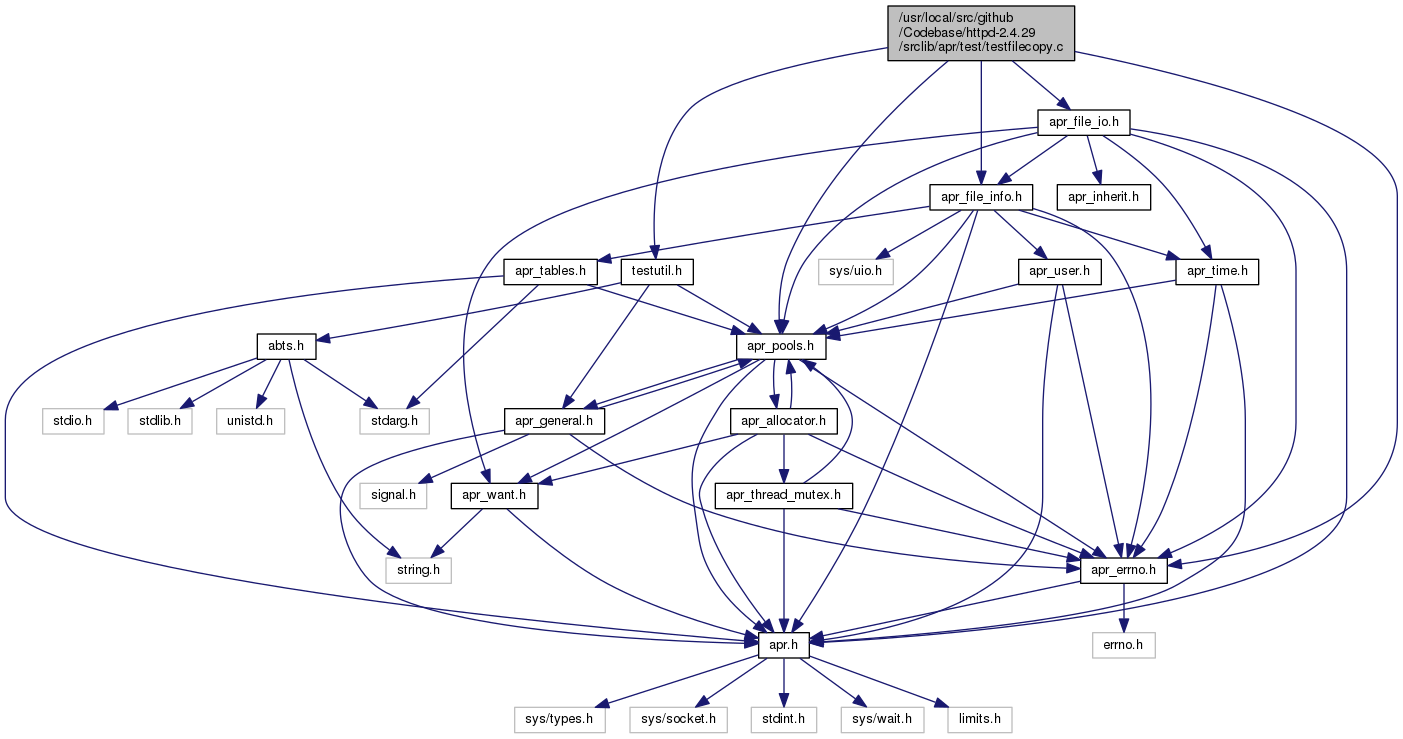 /usr/local/src/github
/Codebase/httpd-2.4.29
/srclib/apr/test/testfilecopy.c
apr_file_io.h
apr_file_info.h
apr_inherit.h
apr_tables.h
testutil.h
sys/uio.h
apr_user.h
apr_time.h
abts.h
apr_pools.h
stdio.h
stdlib.h
unistd.h
stdarg.h
apr_general.h
apr_allocator.h
signal.h
apr_want.h
apr_thread_mutex.h
string.h
apr_errno.h
apr.h
errno.h
sys/types.h
sys/socket.h
stdint.h
sys/wait.h
limits.h